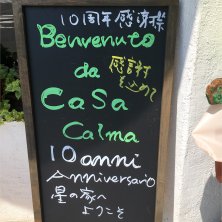 10周年感謝祭
Benvenuto
da
感謝
を込めて
CaSa
Calma
10 anni
Anniversario
星の家へ
ようこそ